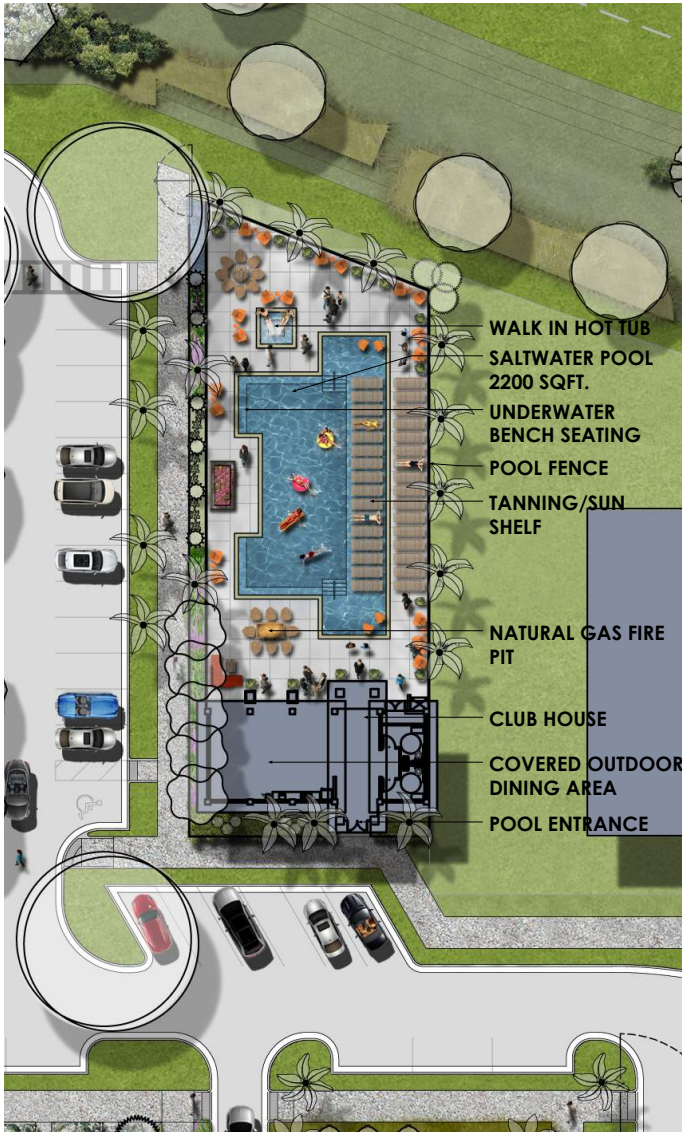 WALK IN HOT TUB
SALTWATER POOL
2200 SQFT.
UNDERWATER
BENCH SEATING
POOL FENCE
TANNING/SUN
SHELF
NATURAL GAS FIRE
PIT
CLUB HOUSE
COVERED OUTDOOR
DINING AREA
POOL ENTRANCE